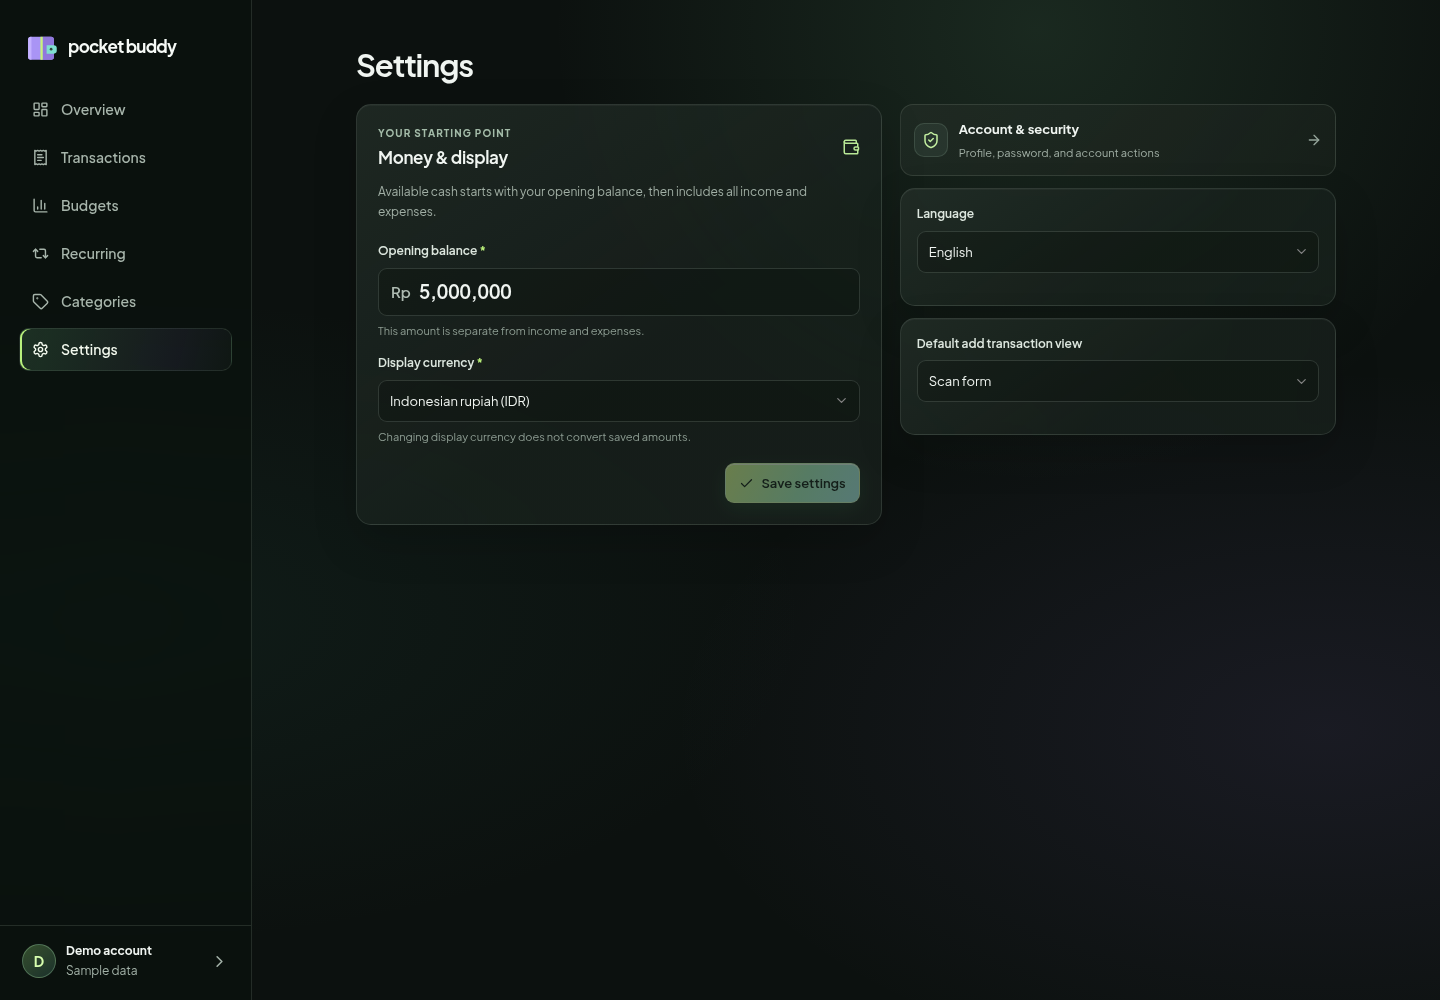 pocket buddy
Overview
Transactions
Budgets
Recurring
Categories
Settings
Demo account
Sample data
D
Settings
YOUR STARTING POINT
Money & display
Available cash starts with your opening balance, then includes all income and
expenses.
Opening balance *
Rp 5,000,000
This amount is separate from income and expenses.
Display currency *
Indonesian rupiah (IDR)
Changing display currency does not convert saved amounts.
Save settings
Account & security
Profile, password, and account actions
Language
English
Default add transaction view
Scan form